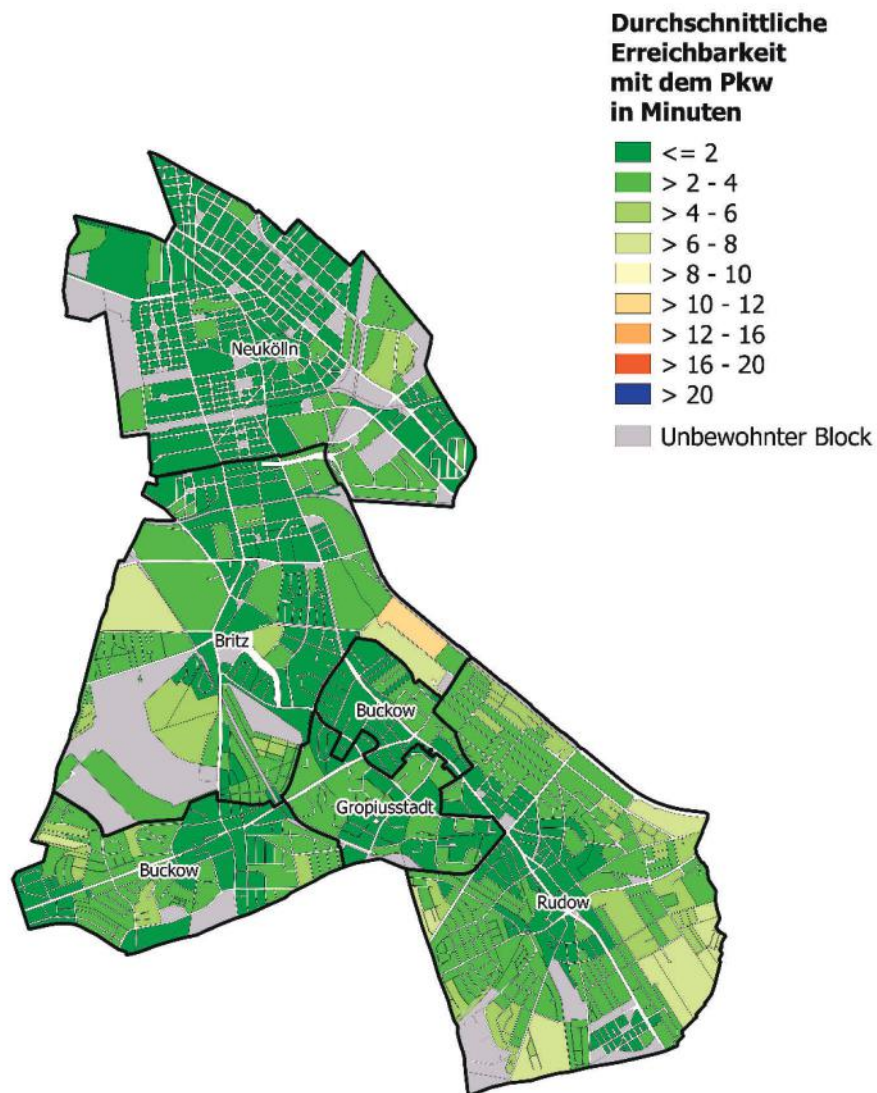 Durchschnittliche
Erreichbarkeit
mit dem Pkw
in Minuten
<= 2
> 2 - 4
> 4 - 6
> 6 - 8
> 8 - 10
> 10 - 12
> 12 - 16
> 16 - 20
> 20
Unbewohnter Block
Neukölln
Britz
Buckow
Gropiusstadt
Buckow
Rudow